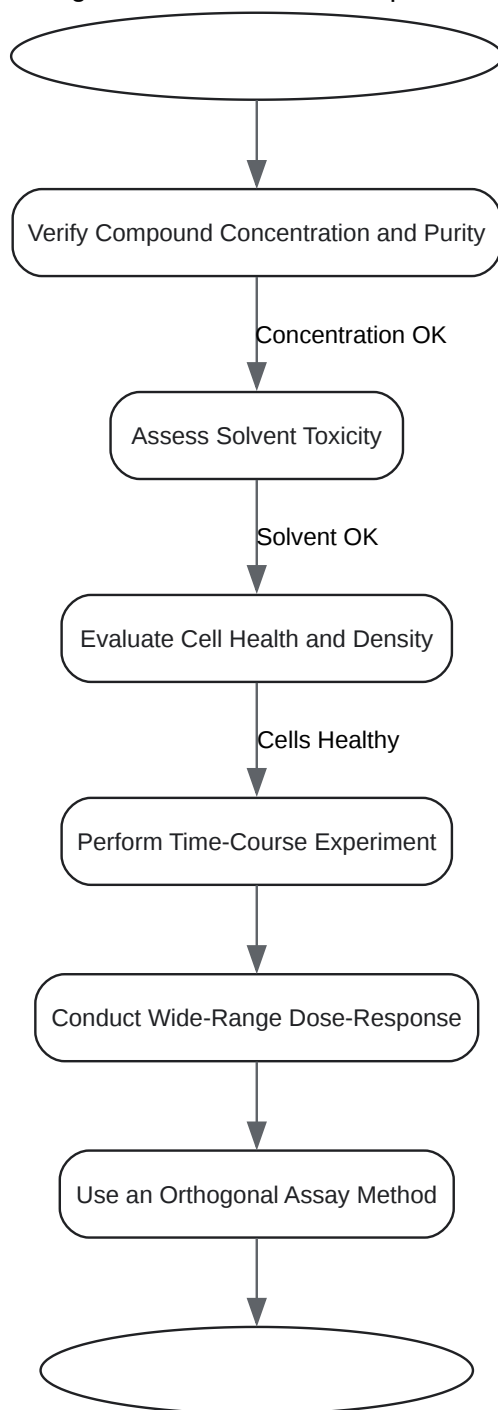 Verify Compound Concentration and Purity
Concentration OK
Assess Solvent Toxicity
Solvent OK
Evaluate Cell Health and Density
Cells Healthy
Perform Time-Course Experiment
Conduct Wide-Range Dose-Response
Use an Orthogonal Assay Method